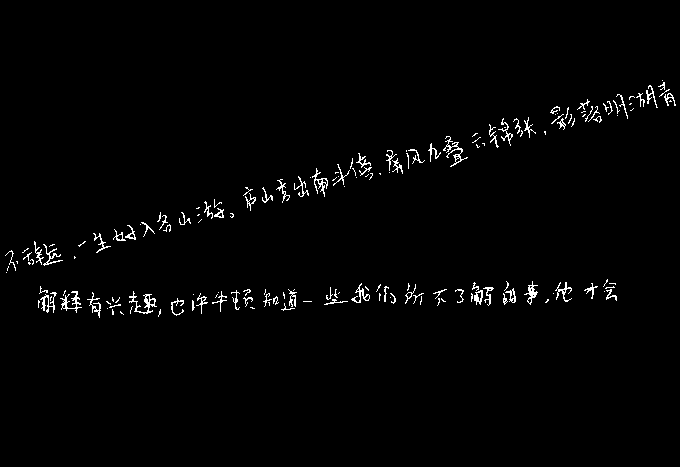 不辞远,一生好入名山游。庐山秀出南斗傍,屏风九叠云锦张,影落明湖青
解释有兴趣,也许牛顿知道一些我们所不了解的事,他才会